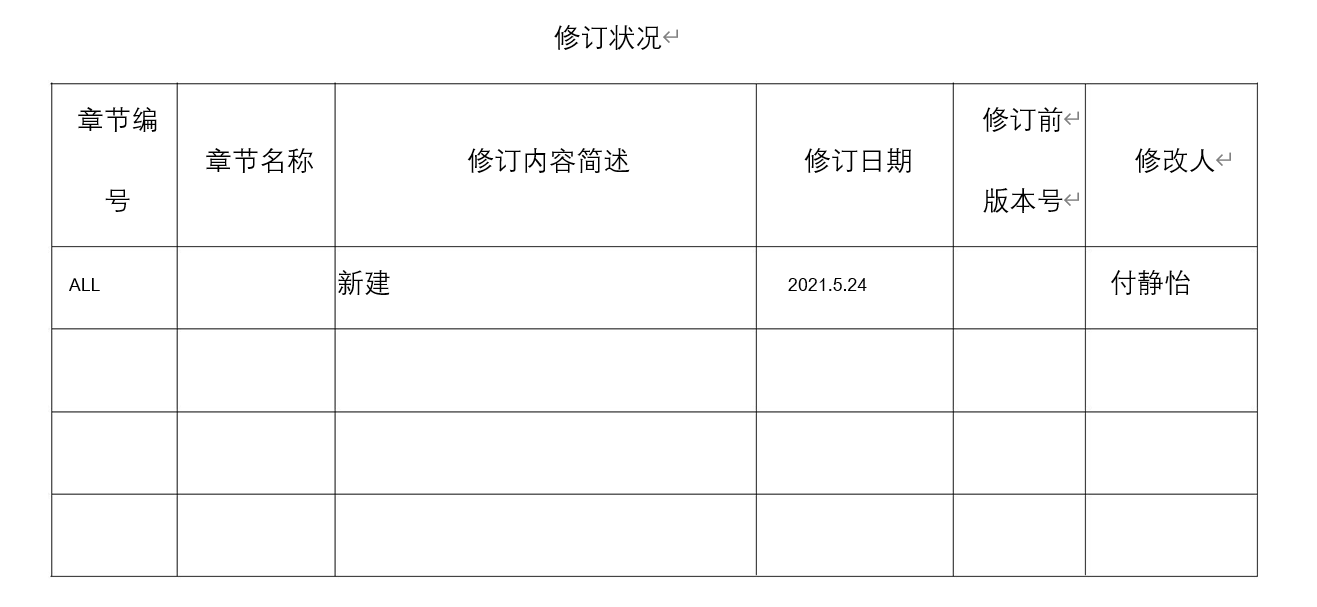 修订状况
章节编
号
章节名称
修订内容简述
修订日期
修订前
版本号
修改人
ALL
新建
2021.5.24
付静怡